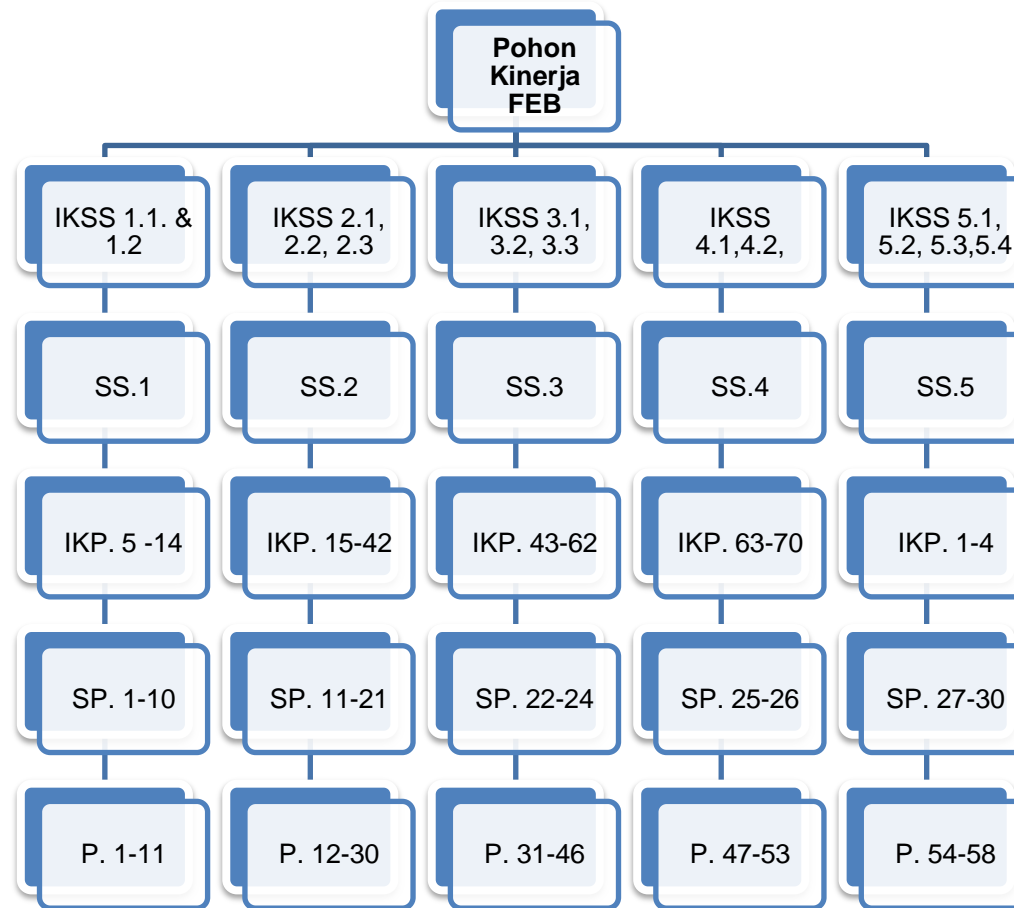 Pohon
Kinerja
FEB
IKSS 1.1. &
1.2
IKSS 2.1,
2.2, 2.3
IKSS 3.1,
3.2, 3.3
IKSS
4.1,4.2,
IKSS 5.1,
5.2, 5.3,5.4
SS.1
SS.2
SS.3
SS.4
SS.5
IKP. 5 -14
IKP. 15-42
IKP. 43-62
IKP. 63-70
IKP. 1-4
SP. 1-10
SP. 11-21
SP. 22-24
SP. 25-26
SP. 27-30
P. 1-11
P. 12-30
P. 31-46
P. 47-53
P. 54-58